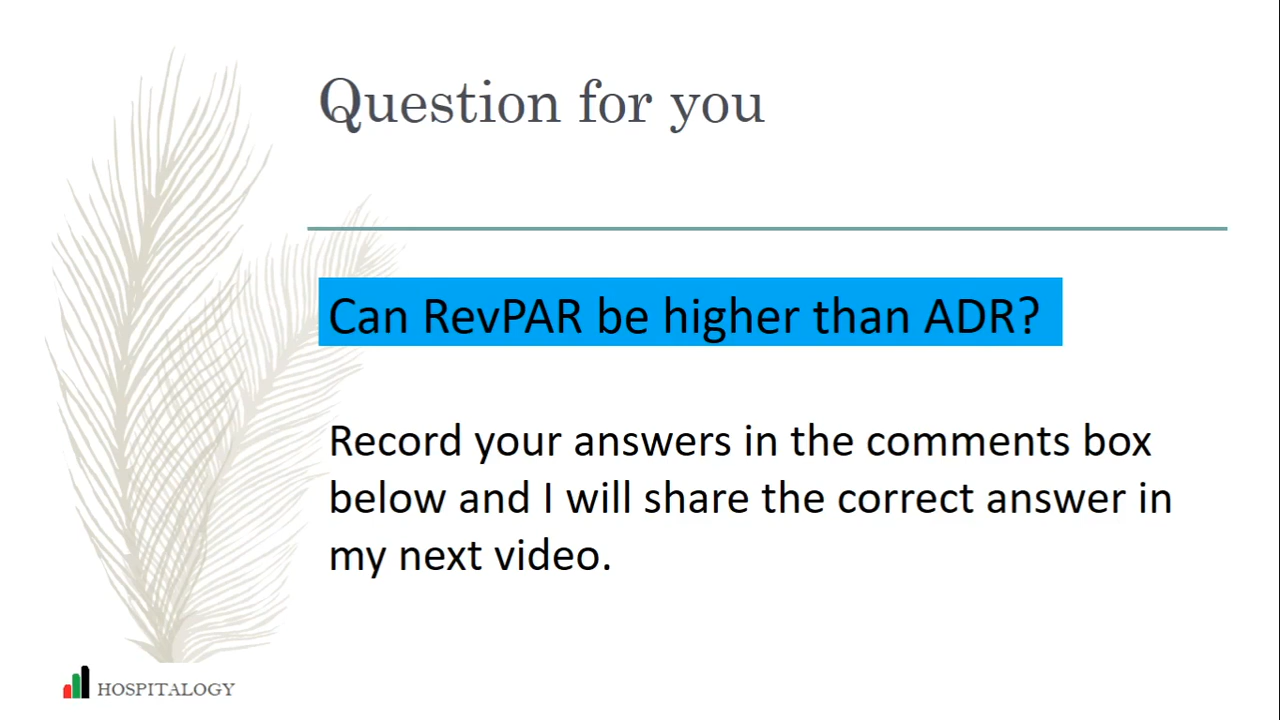 Question for you
Can RevPAR be higher than ADR?
Record your answers in the comments box
below and I will share the correct answer in
my next video.
HOSPITALOGY